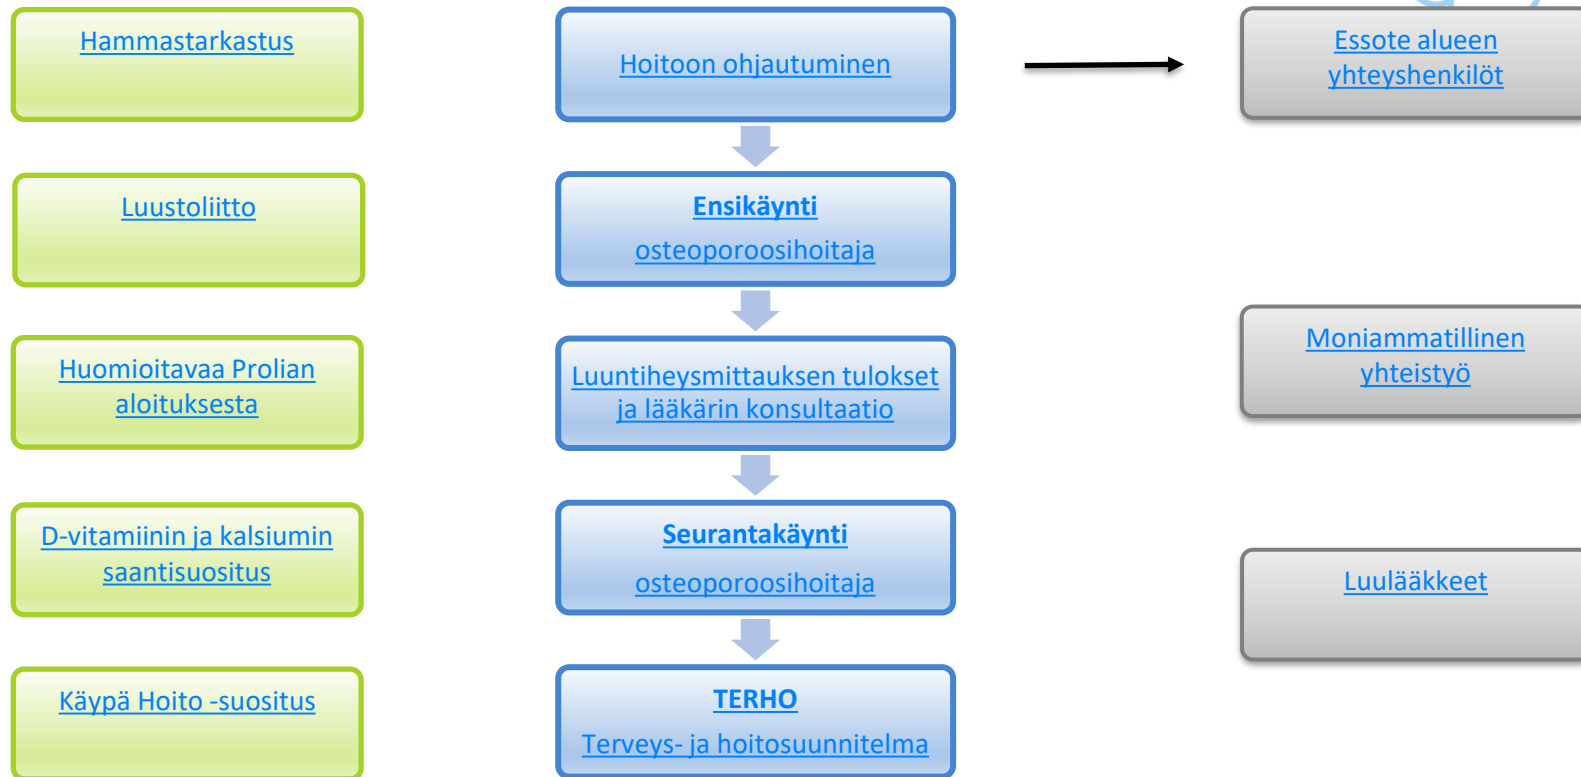 Hammastarkastus
Luustoliitto
Huomioitavaa Prolian
aloituksesta
D-vitamiinin ja kalsiumin
saantisuositus
Käypä Hoito -suositus
Hoitoon ohjautuminen
Ensikäynti
osteoporoosihoitaja
Luuntiheysmittauksen tulokset
ja lääkärin konsultaatio
Seurantakäynti
osteoporoosihoitaja
TERHO
Terveys- ja hoitosuunnitelma
Essote alueen
yhteyshenkilöt
Moniammatillinen
yhteistyö
Luulääkkeet